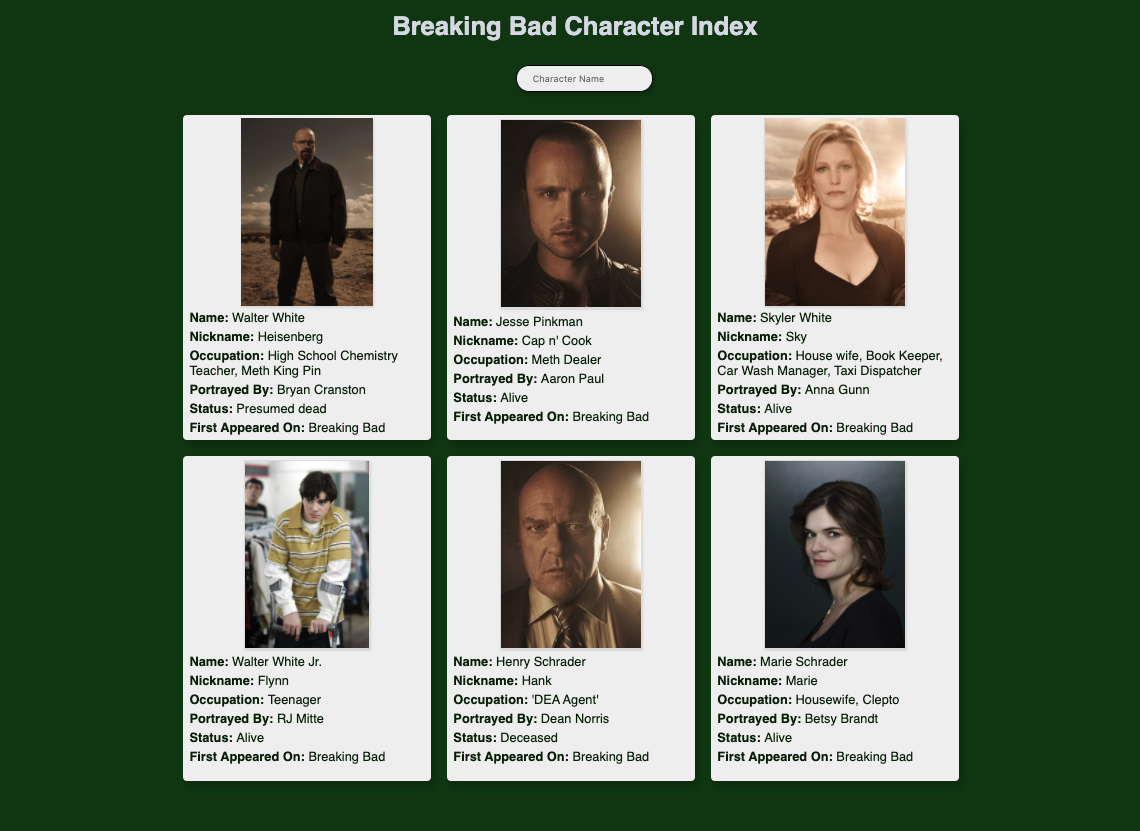 Breaking Bad Character Index
Character Name
Name: Walter White
Nickname: Heisenberg
Occupation: High School Chemistry
Teacher, Meth King Pin
Portrayed By: Bryan Cranston
Status: Presumed dead
First Appeared On: Breaking Bad
Name: Jesse Pinkman
Nickname: Cap n' Cook
Occupation: Meth Dealer
Portrayed By: Aaron Paul
Status: Alive
First Appeared On: Breaking Bad
Name: Skyler White
Nickname: Sky
Occupation: House wife, Book Keeper,
Car Wash Manager, Taxi Dispatcher
Portrayed By: Anna Gunn
Status: Alive
First Appeared On: Breaking Bad
Name: Walter White Jr.
Nickname: Flynn
Occupation: Teenager
Portrayed By: RJ Mitte
Status: Alive
First Appeared On: Breaking Bad
Name: Henry Schrader
Nickname: Hank
Occupation: 'DEA Agent'
Portrayed By: Dean Norris
Status: Deceased
First Appeared On: Breaking Bad
Name: Marie Schrader
Nickname: Marie
Occupation: Housewife, Clepto
Portrayed By: Betsy Brandt
Status: Alive
First Appeared On: Breaking Bad